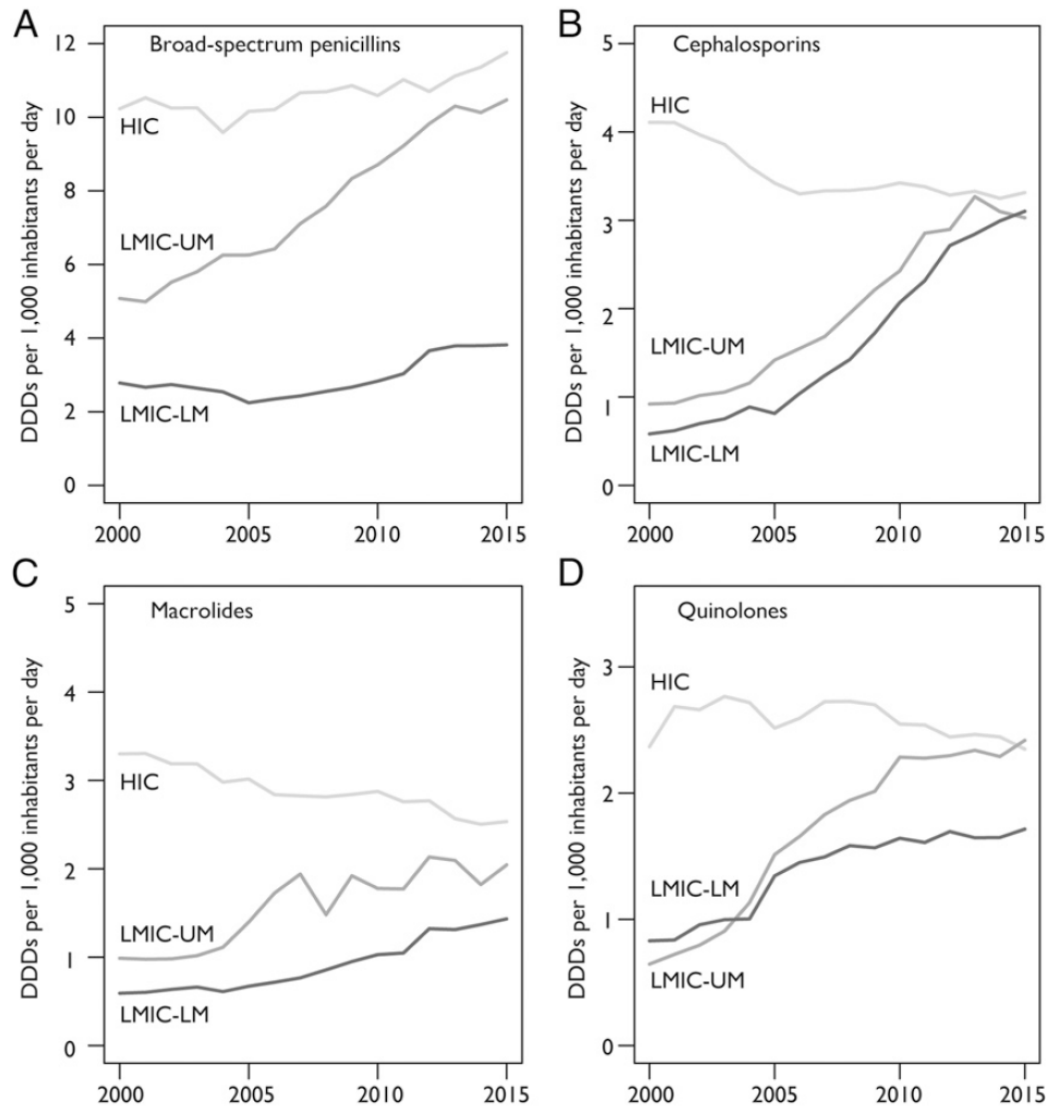 A
Broad-spectrum penicillins
DDDs per 1,000 inhabitants per day
12
10
8
6
4
2
0
HIC
LMIC-UM
LMIC-LM
2000 2005 2010 2015
B
Cephalosporins
DDDs per 1,000 inhabitants per day
5
4
3
2
1
0
HIC
LMIC-UM
LMIC-LM
2000 2005 2010 2015
C
Macrolides
DDDs per 1,000 inhabitants per day
5
4
3
2
1
0
HIC
LMIC-UM
LMIC-LM
2000 2005 2010 2015
D
Quinolones
DDDs per 1,000 inhabitants per day
3
2
1
0
HIC
LMIC-LM
LMIC-UM
2000 2005 2010 2015